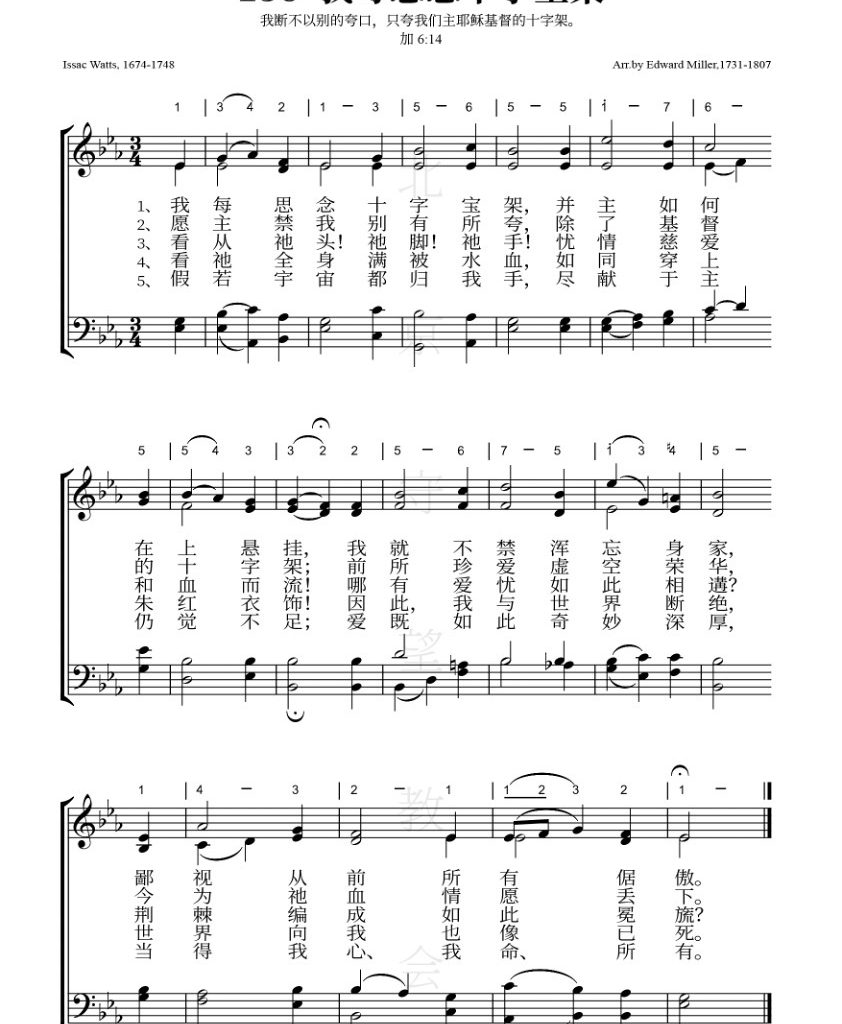 我断不以别的夸口，只夸我们主耶稣基督的十字架。
加 6:14
Issac Watts, 1674-1748 Arr.by Edward Miller,1731-1807
1 | 3 4 2 | 1 － 3 | 5 － 6 | 5 － 5 | 1 － 7 | 6 －
1、我每思念十字宝架，并主如何
2、愿主禁我别有所夸，除了基督
3、看从祂头！祂脚！祂手！忧情慈爱
4、看祂全身满被水血，如同穿上
5、假若宇宙都归我手，尽献于主
5 | 5 4 3 | 3 2 2 | 5 － 6 | 7 － 5 | 1 3 ♮4 | 5 －
在上悬挂，我就不禁浑忘身家，
的十字架；前所珍爱虚空荣华，
和血而流！哪有爱忧如此相遘？
朱红衣饰！因此，我与世界断绝，
仍觉不足；爱既如此奇妙深厚，
1 | 4 － 3 | 2 － 1 | 1 2 3 2 | 1 －
鄙视从前所有倨傲。
今为祂血情愿丢下。
荆棘编成如此冕旒？
世界向我也像已死。
当得我心、我命、所有。
北京守望教会